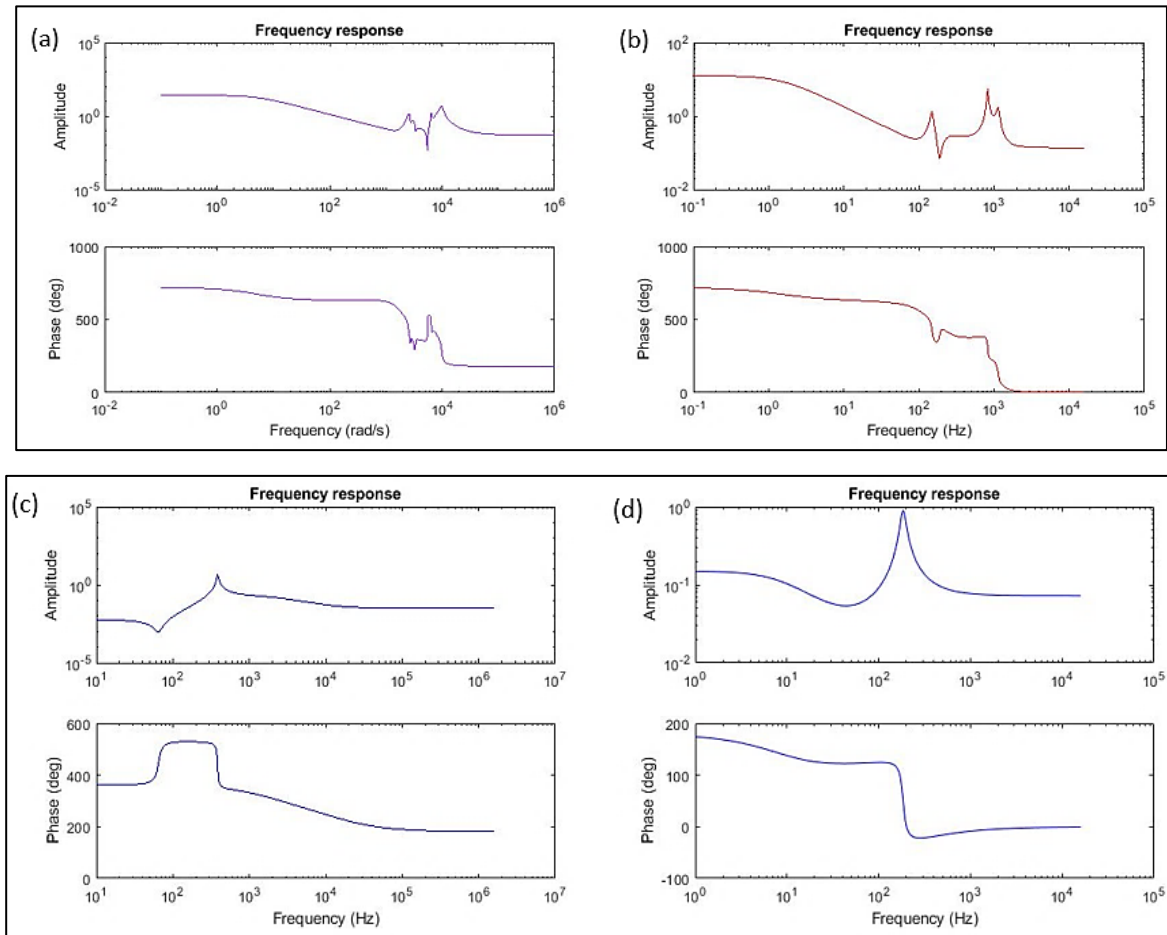 (a)
Frequency response
Amplitude
10^5
10^0
10^-5
10^-2 10^0 10^2 10^4 10^6
Phase (deg)
1000
500
0
10^-2 10^0 10^2 10^4 10^6
Frequency (rad/s)
(b)
Frequency response
Amplitude
10^2
10^0
10^-2
10^-1 10^0 10^1 10^2 10^3 10^4 10^5
Phase (deg)
1000
500
0
10^-1 10^0 10^1 10^2 10^3 10^4 10^5
Frequency (Hz)
(c)
Frequency response
Amplitude
10^5
10^0
10^-5
10^1 10^2 10^3 10^4 10^5 10^6 10^7
Phase (deg)
600
400
200
0
10^1 10^2 10^3 10^4 10^5 10^6 10^7
Frequency (Hz)
(d)
Frequency response
Amplitude
10^0
10^-1
10^-2
10^0 10^1 10^2 10^3 10^4 10^5
Phase (deg)
200
100
0
-100
10^0 10^1 10^2 10^3 10^4 10^5
Frequency (Hz)